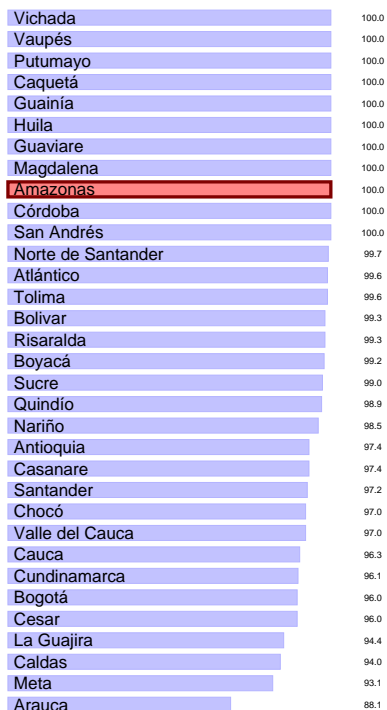 Vichada 100.0
Vaupés 100.0
Putumayo 100.0
Caquetá 100.0
Guainía 100.0
Huila 100.0
Guaviare 100.0
Magdalena 100.0
Amazonas 100.0
Córdoba 100.0
San Andrés 100.0
Norte de Santander 99.7
Atlántico 99.6
Tolima 99.6
Bolivar 99.3
Risaralda 99.3
Boyacá 99.2
Sucre 99.0
Quindío 98.9
Nariño 98.5
Antioquia 97.4
Casanare 97.4
Santander 97.2
Chocó 97.0
Valle del Cauca 97.0
Cauca 96.3
Cundinamarca 96.1
Bogotá 96.0
Cesar 96.0
La Guajira 94.4
Caldas 94.0
Meta 93.1
Arauca 88.1